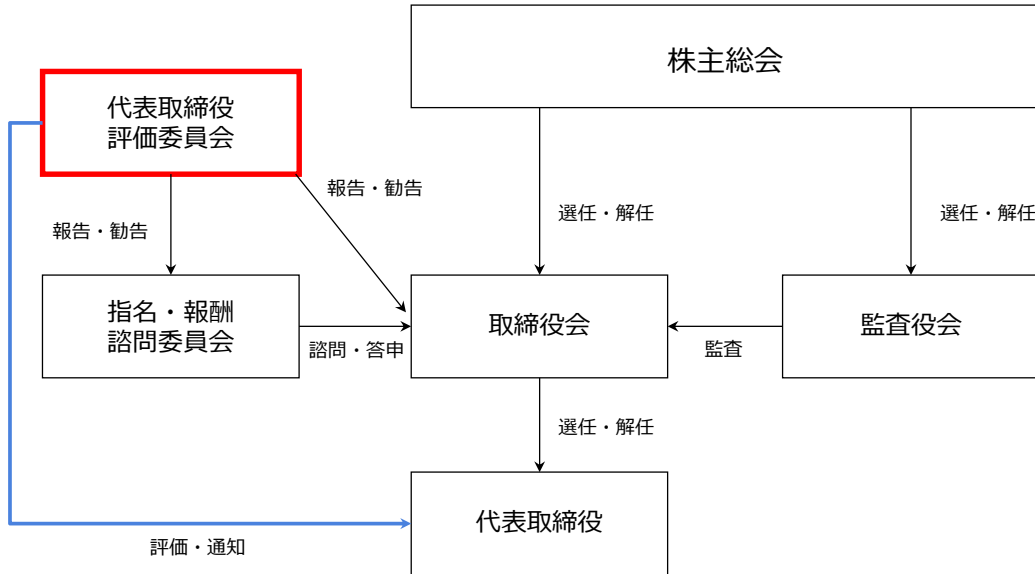 株主総会
代表取締役
評価委員会
報告・勧告
選任・解任
選任・解任
報告・勧告
指名・報酬
諮問委員会
諮問・答申
取締役会
監査
監査役会
選任・解任
代表取締役
評価・通知